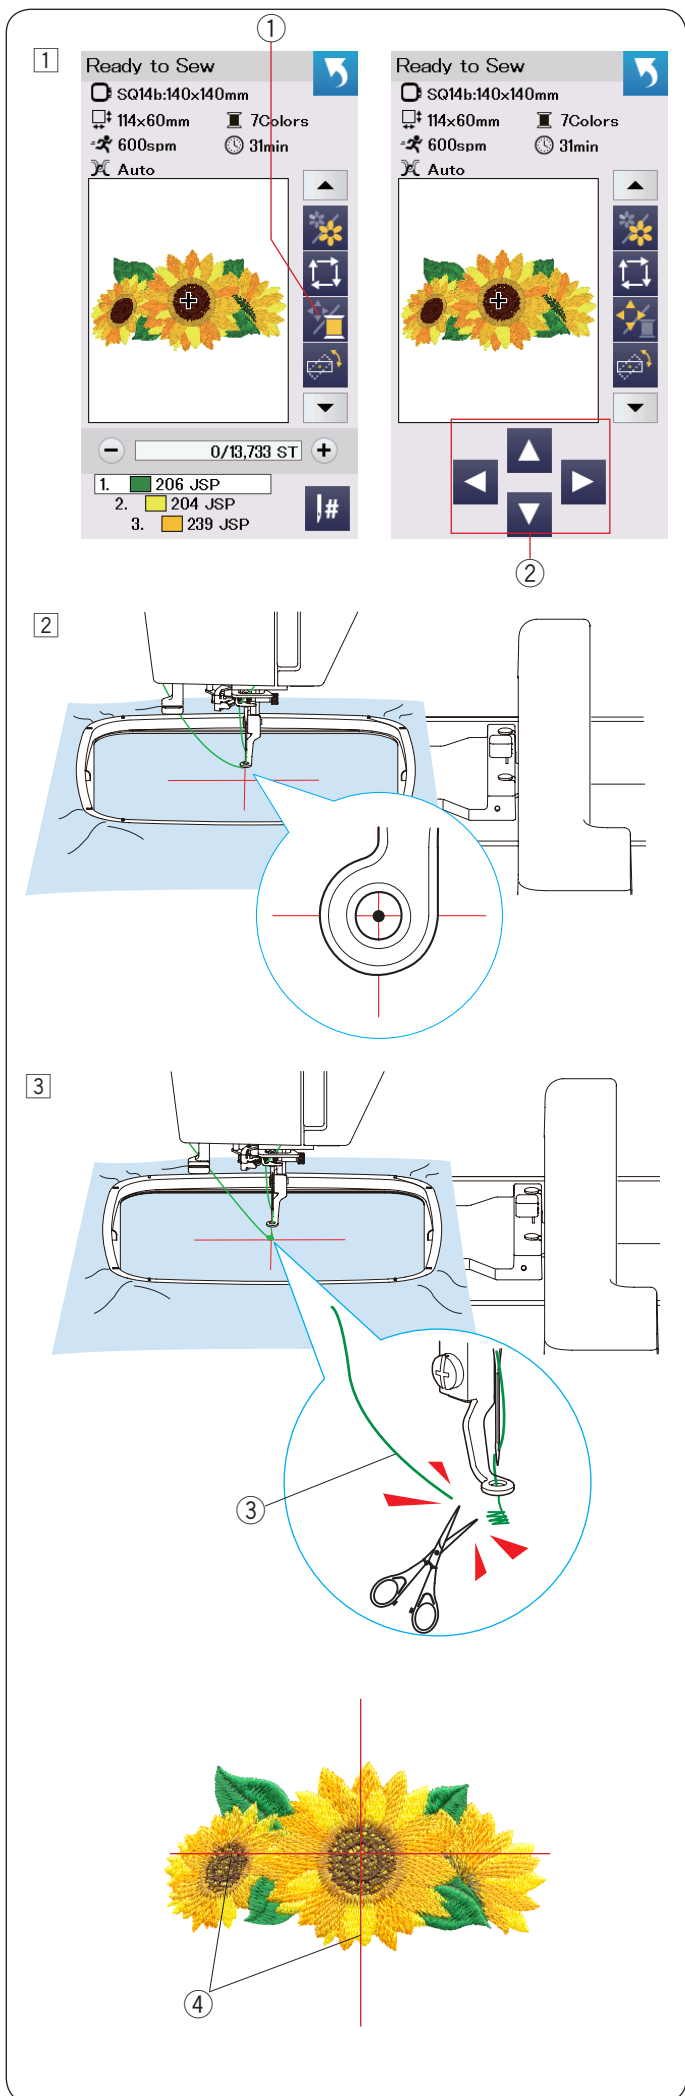 ①
1
Ready to Sew
SQ14b:140x140mm
114x60mm 7Colors
600spm 31min
Auto
0/13,733 ST
1. 206 JSP
2. 204 JSP
3. 239 JSP
#
Ready to Sew
SQ14b:140x140mm
114x60mm 7Colors
600spm 31min
Auto
②
2
3
③
④